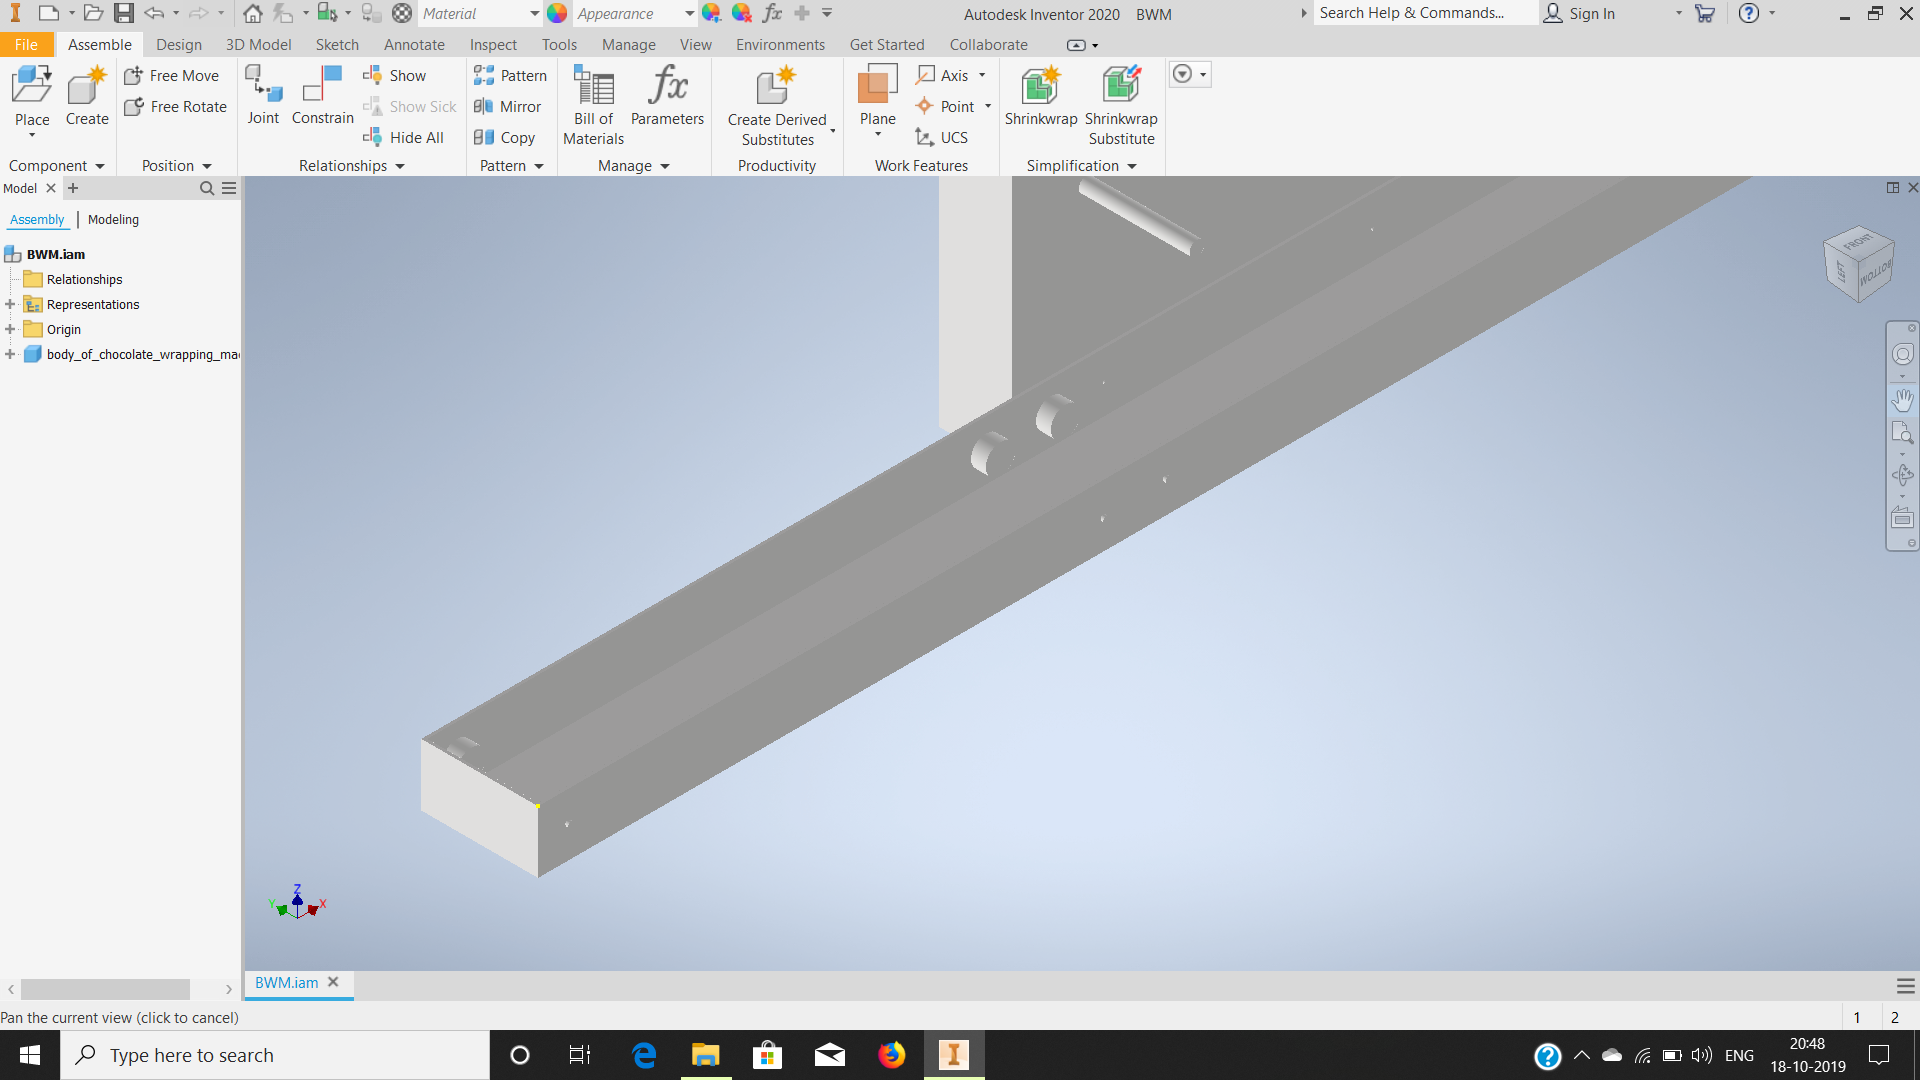 Material
Appearance
Autodesk Inventor 2020 BWM
Search Help & Commands...
Sign In
File Assemble Design 3D Model Sketch Annotate Inspect Tools Manage View Environments Get Started Collaborate
Place
Create
Component
Free Move
Free Rotate
Position
Joint
Constrain
Show
Show Sick
Hide All
Relationships
Pattern
Mirror
Copy
Pattern
Bill of
Materials
fx
Parameters
Manage
Create Derived
Substitutes
Productivity
Plane
Axis
Point
UCS
Work Features
Shrinkwrap
Shrinkwrap
Substitute
Simplification
Model
Assembly | Modeling
BWM.iam
Relationships
Representations
Origin
body_of_chocolate_wrapping_ma
FRONT
LEFT
BOTTOM
Z
Y
X
BWM.iam
Pan the current view (click to cancel)
1 2
Type here to search
ENG
20:48
18-10-2019